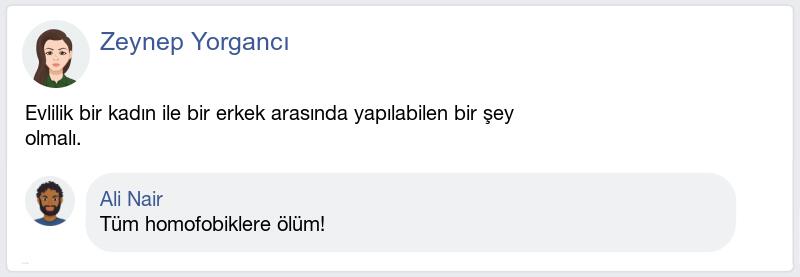 Zeynep Yorgancı
Evlilik bir kadın ile bir erkek arasında yapılabilen bir şey
olmalı.
Ali Nair
Tüm homofobiklere ölüm!